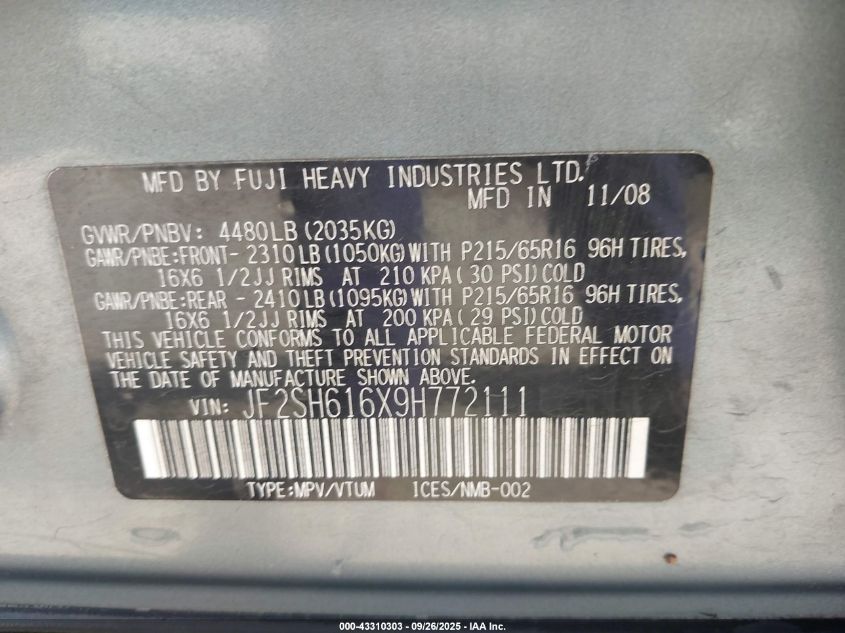 MFD BY FUJI HEAVY INDUSTRIES LTD.
MFD IN 11/08
GVWR/PNBV: 4480LB(2035KG)
GAWR/PNBE:FRONT-2310LB(1050KG)WITH P215/65R16 96H TIRES,
16X6 1/2JJ RIMS AT 210 KPA(30 PSI)COLD
GAWR/PNBE:REAR -2410LB(1095KG)WITH P215/65R16 96H TIRES,
16X6 1/2JJ RIMS AT 200 KPA(29 PSI)COLD
THIS VEHICLE CONFORMS TO ALL APPLICABLE FEDERAL MOTOR
VEHICLE SAFETY AND THEFT PREVENTION STANDARDS IN EFFECT ON
THE DATE OF MANUFACTURE SHOWN ABOVE.
VIN: JF2SH616X9H772111
TYPE:MPV/VTUM ICES/NMB-002
000-43310303 - 09/26/2025 - IAA Inc.